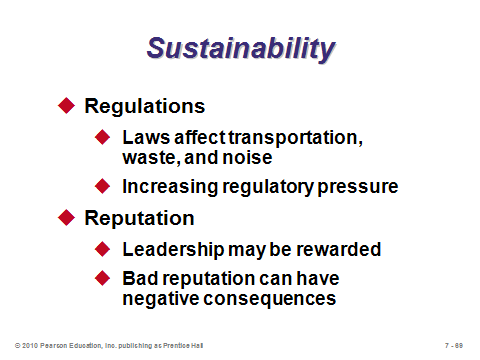 Sustainability
Regulations
Laws affect transportation,
waste, and noise
Increasing regulatory pressure
Reputation
Leadership may be rewarded
Bad reputation can have
negative consequences
© 2010 Pearson Education, Inc. publishing as Prentice Hall
7 - 69